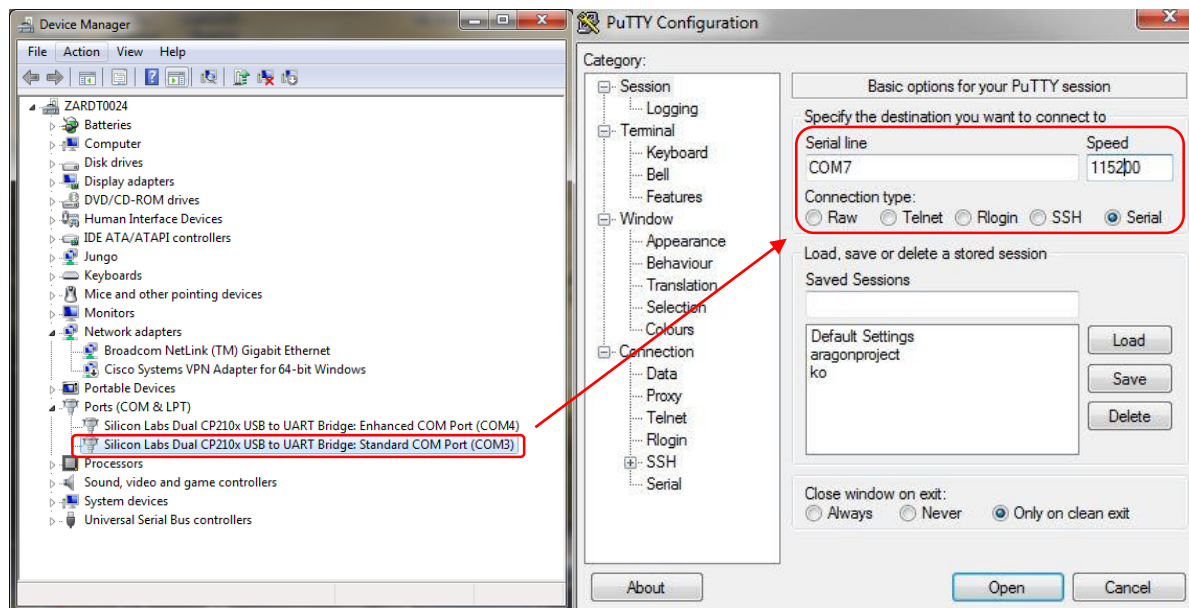 Device Manager
File Action View Help
ZARDT0024
Batteries
Computer
Disk drives
Display adapters
DVD/CD-ROM drives
Human Interface Devices
IDE ATA/ATAPI controllers
Jungo
Keyboards
Mice and other pointing devices
Monitors
Network adapters
Broadcom NetLink (TM) Gigabit Ethernet
Cisco Systems VPN Adapter for 64-bit Windows
Portable Devices
Ports (COM & LPT)
Silicon Labs Dual CP210x USB to UART Bridge: Enhanced COM Port (COM4)
Silicon Labs Dual CP210x USB to UART Bridge: Standard COM Port (COM3)
Processors
Sound, video and game controllers
System devices
Universal Serial Bus controllers
PuTTY Configuration
Category:
Session
Logging
Terminal
Keyboard
Bell
Features
Window
Appearance
Behaviour
Translation
Selection
Colours
Connection
Data
Proxy
Telnet
Rlogin
SSH
Serial
Basic options for your PuTTY session
Specify the destination you want to connect to
Serial line Speed
COM7 115200
Connection type:
Raw Telnet Rlogin SSH Serial
Load, save or delete a stored session
Saved Sessions
Default Settings
aragonproject
ko
Load
Save
Delete
Close window on exit:
Always Never Only on clean exit
About Open Cancel